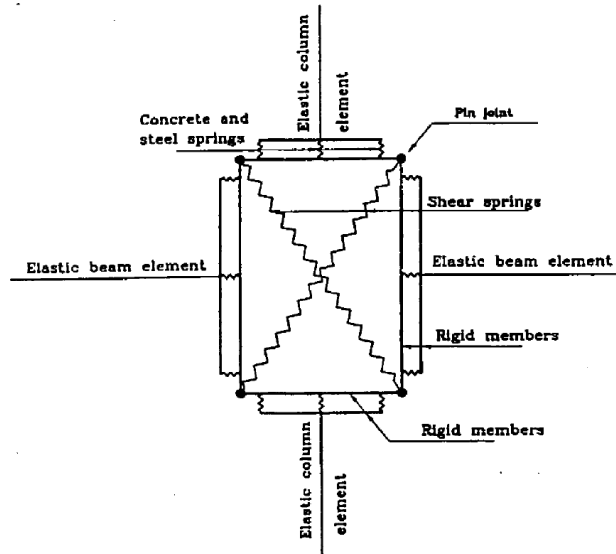 Elastic column
element
Concrete and
steel springs
Pin joint
Shear springs
Elastic beam element
Elastic beam element
Rigid members
Rigid members
Elastic column
element